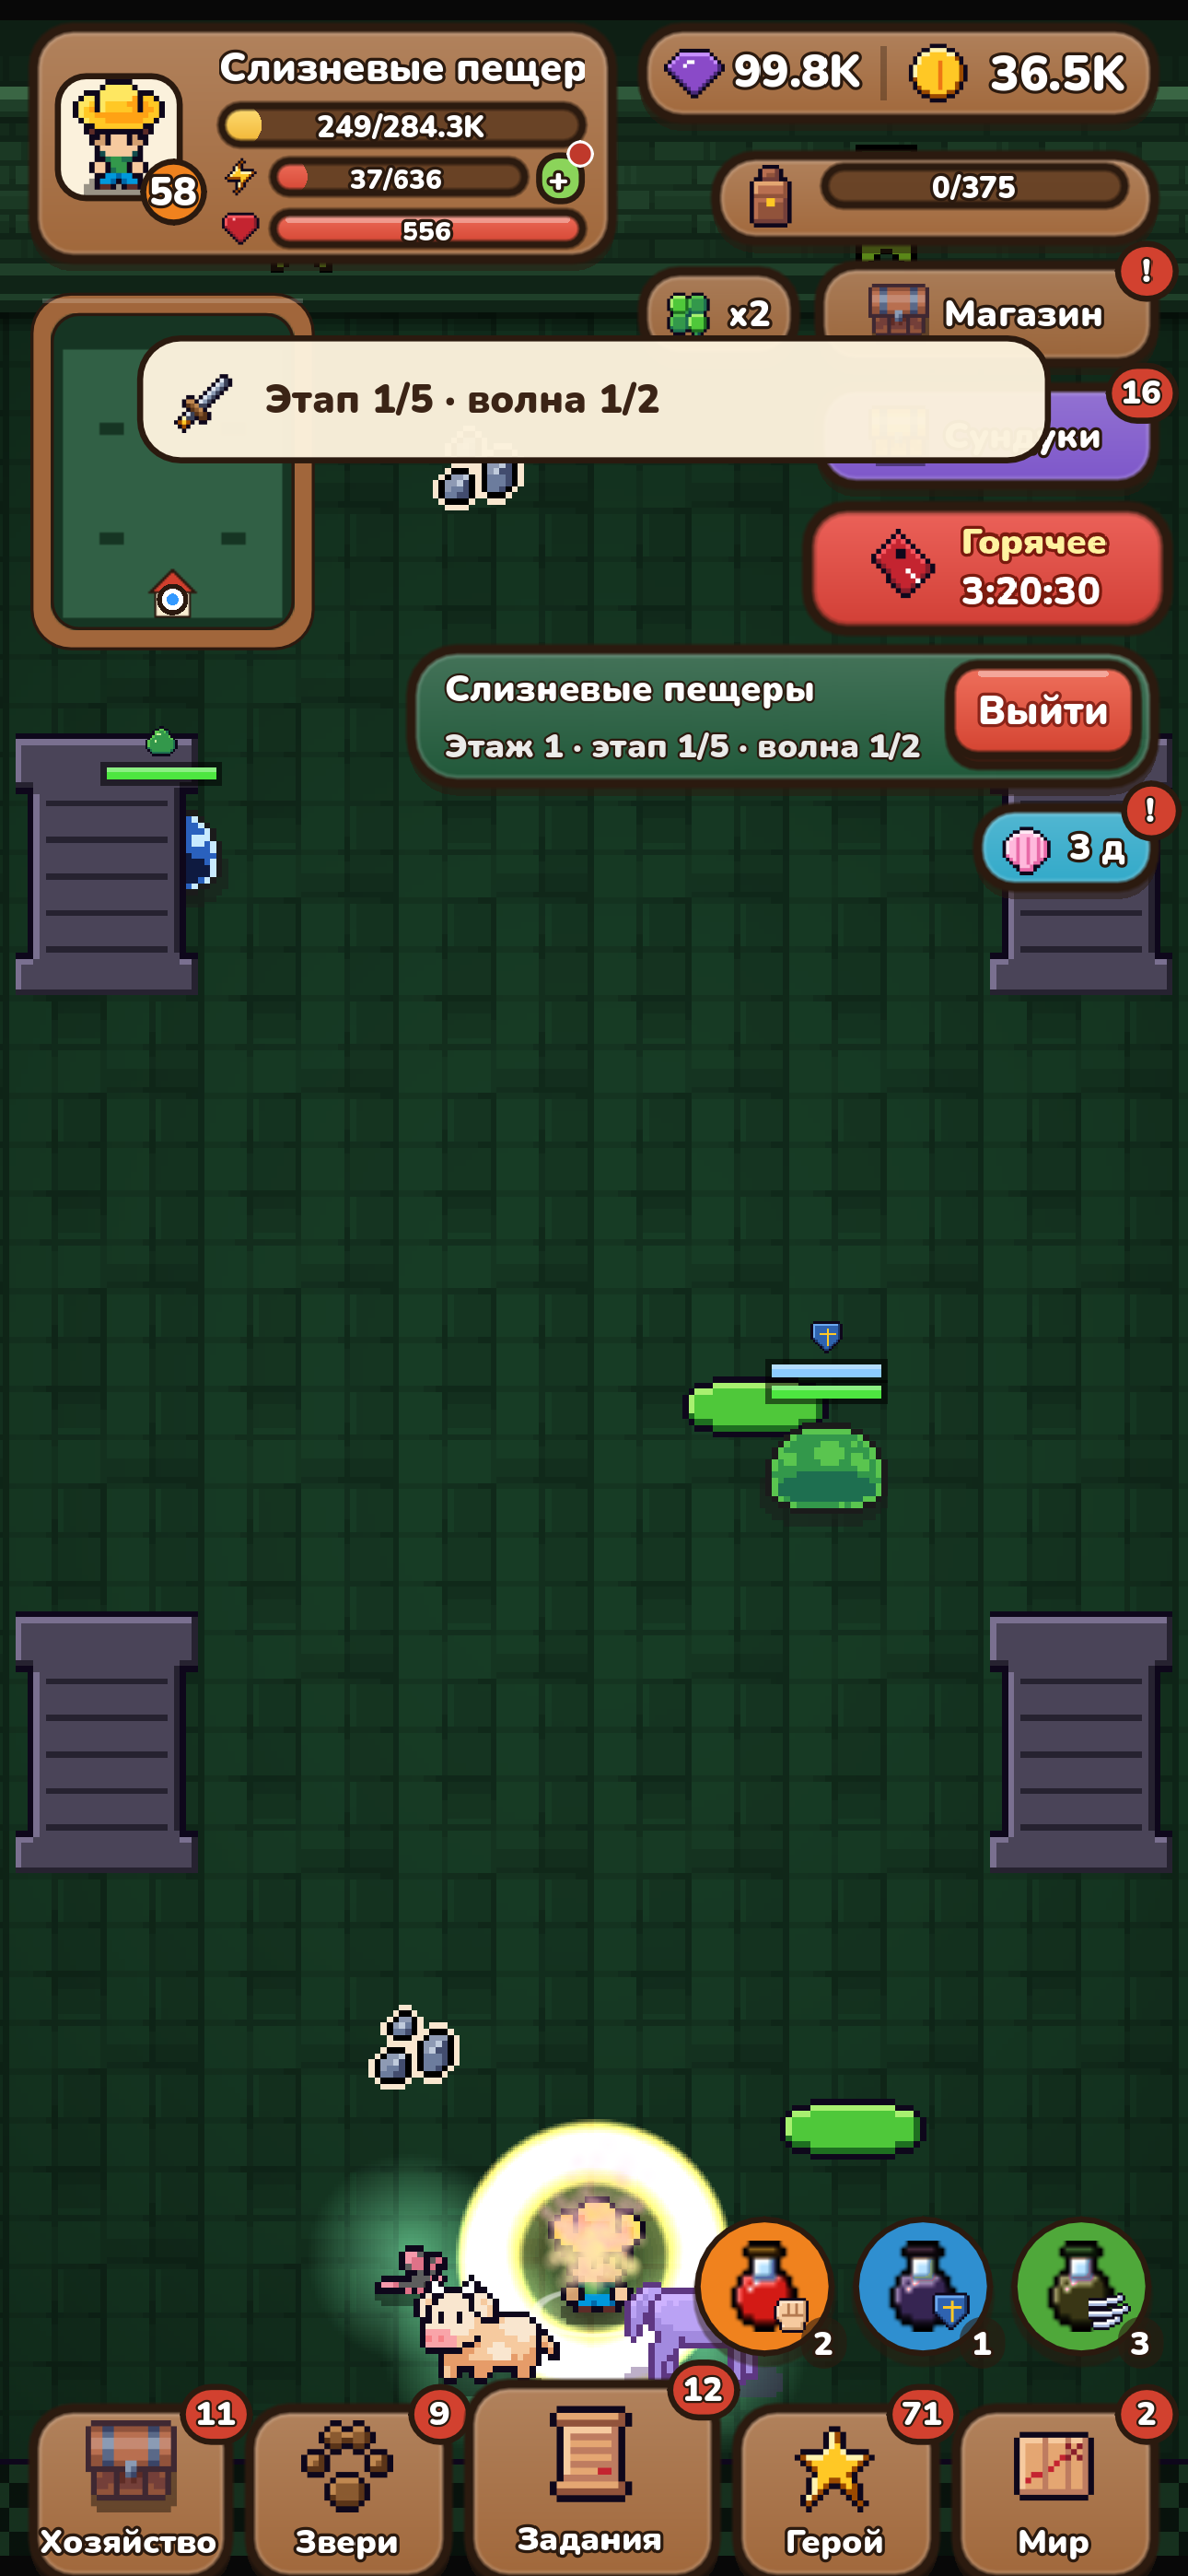 Слизневые пещер
249/284.3K
37/636
556
58
99.8K
36.5K
0/375
x2
Магазин
!
Этап 1/5 · волна 1/2
Сундуки
16
Горячее
3:20:30
Слизневые пещеры
Этаж 1 · этап 1/5 · волна 1/2
Выйти
3 д
!
2
1
3
11
Хозяйство
9
Звери
12
Задания
71
Герой
2
Мир